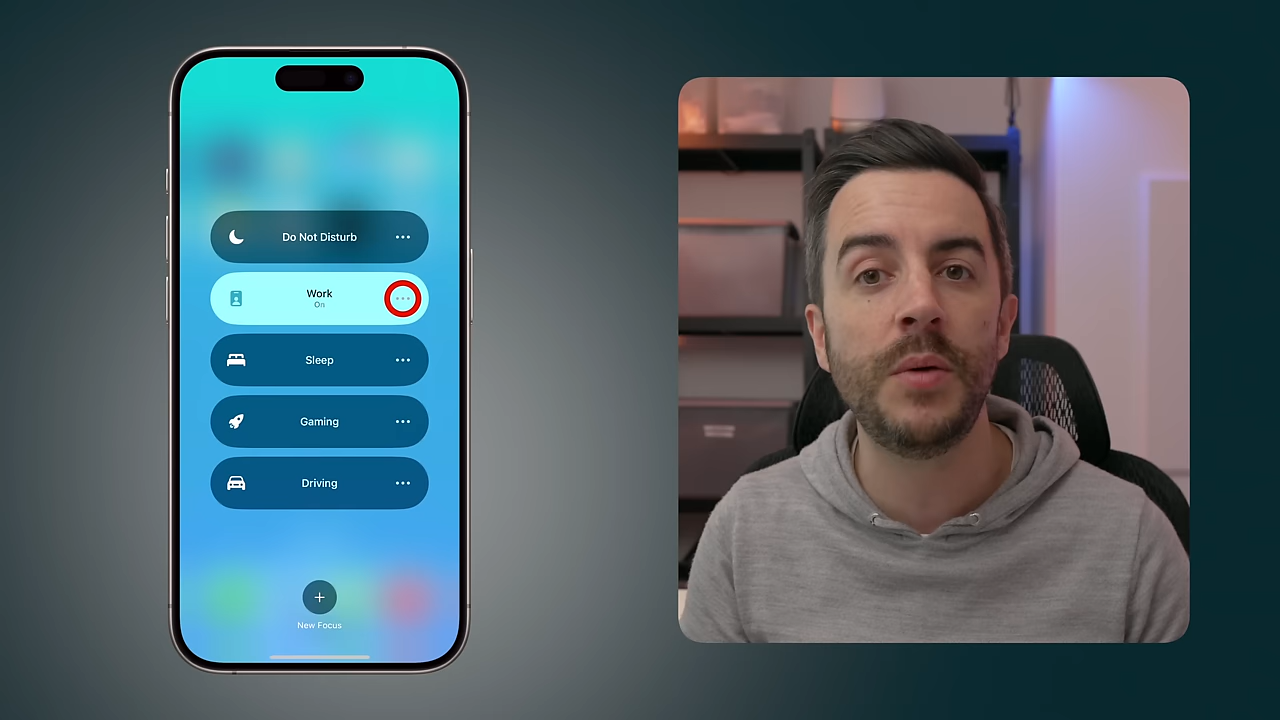 Do Not Disturb
Work
On
Sleep
Gaming
Driving
New Focus